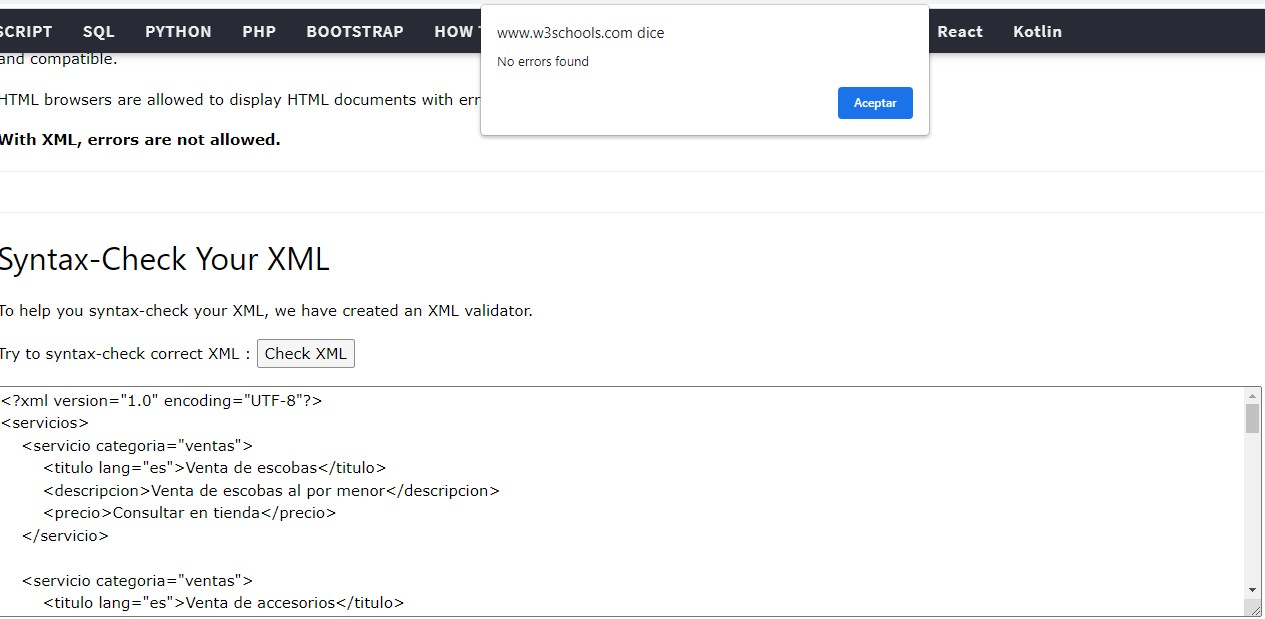 SCRIPT SQL PYTHON PHP BOOTSTRAP HOW React Kotlin
www.w3schools.com dice
No errors found
Aceptar
and compatible.
HTML browsers are allowed to display HTML documents with err
With XML, errors are not allowed.
Syntax-Check Your XML
To help you syntax-check your XML, we have created an XML validator.
Try to syntax-check correct XML : Check XML
<?xml version="1.0" encoding="UTF-8"?>
<servicios>
<servicio categoria="ventas">
<titulo lang="es">Venta de escobas</titulo>
<descripcion>Venta de escobas al por menor</descripcion>
<precio>Consultar en tienda</precio>
</servicio>
<servicio categoria="ventas">
<titulo lang="es">Venta de accesorios</titulo>